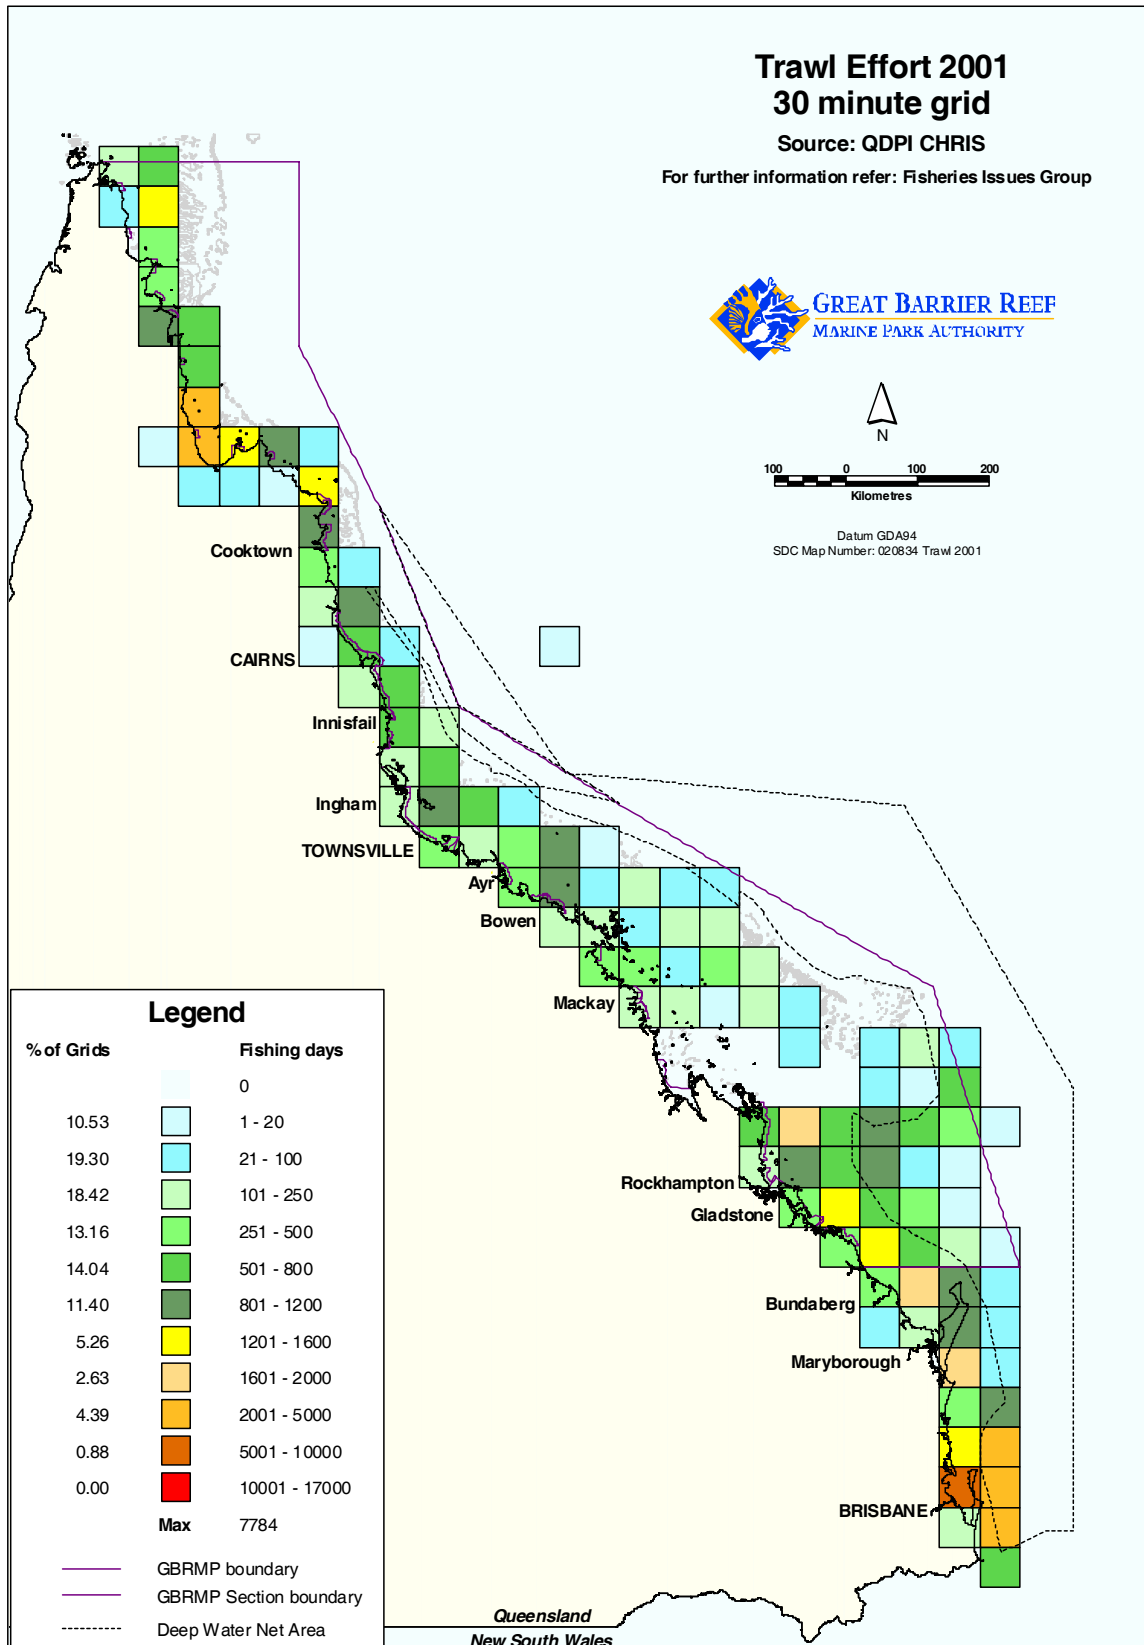 Trawl Effort 2001
30 minute grid
Source: QDPI CHRIS
For further information refer: Fisheries Issues Group
GREAT BARRIER REEF
MARINE PARK AUTHORITY
N
100 0 100 200
Kilometres
Datum GDA94
SDC Map Number: 020834 Trawl 2001
Cooktown
CAIRNS
Innisfail
Ingham
TOWNSVILLE
Ayr
Bowen
Mackay
Rockhampton
Gladstone
Bundaberg
Maryborough
BRISBANE
Queensland
New South Wales
Legend
% of Grids Fishing days
0
10.53 1 - 20
19.30 21 - 100
18.42 101 - 250
13.16 251 - 500
14.04 501 - 800
11.40 801 - 1200
5.26 1201 - 1600
2.63 1601 - 2000
4.39 2001 - 5000
0.88 5001 - 10000
0.00 10001 - 17000
Max 7784
GBRMP boundary
GBRMP Section boundary
Deep Water Net Area